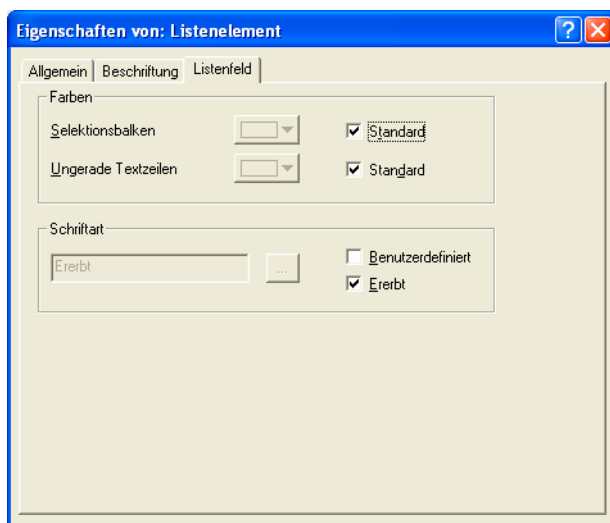 Eigenschaften von: Listenelement
Allgemein Beschriftung Listenfeld
Farben
Selektionsbalken Standard
Ungerade Textzeilen Standard
Schriftart
Ererbt ... Benutzerdefiniert
Ererbt